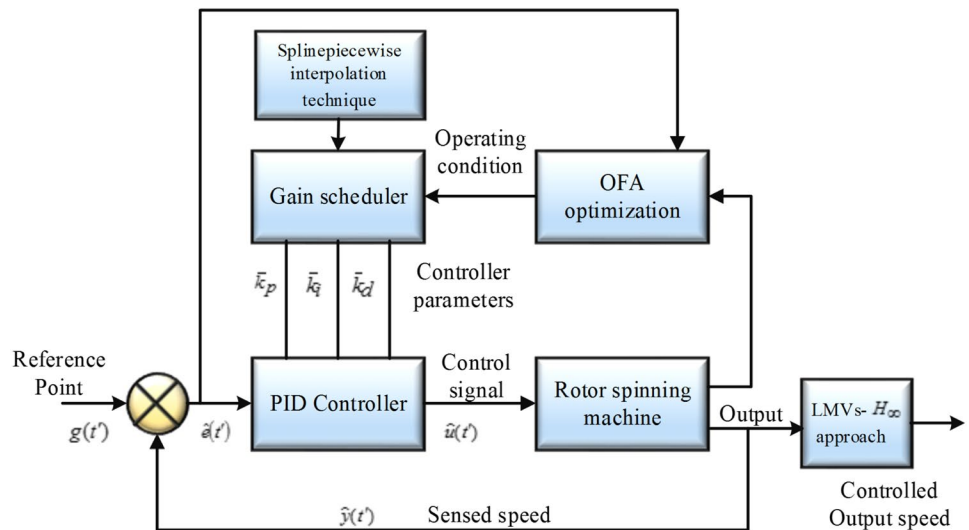 Splinepiecewise
interpolation
technique
Operating
condition
Gain scheduler
OFA
optimization
k̄p
k̄i
k̄d
Controller
parameters
Reference
Point
PID Controller
Control
signal
Rotor spinning
machine
Output
LMVs- H∞
approach
g(t')
ê(t')
û(t')
ŷ(t')
Sensed speed
Controlled
Output speed